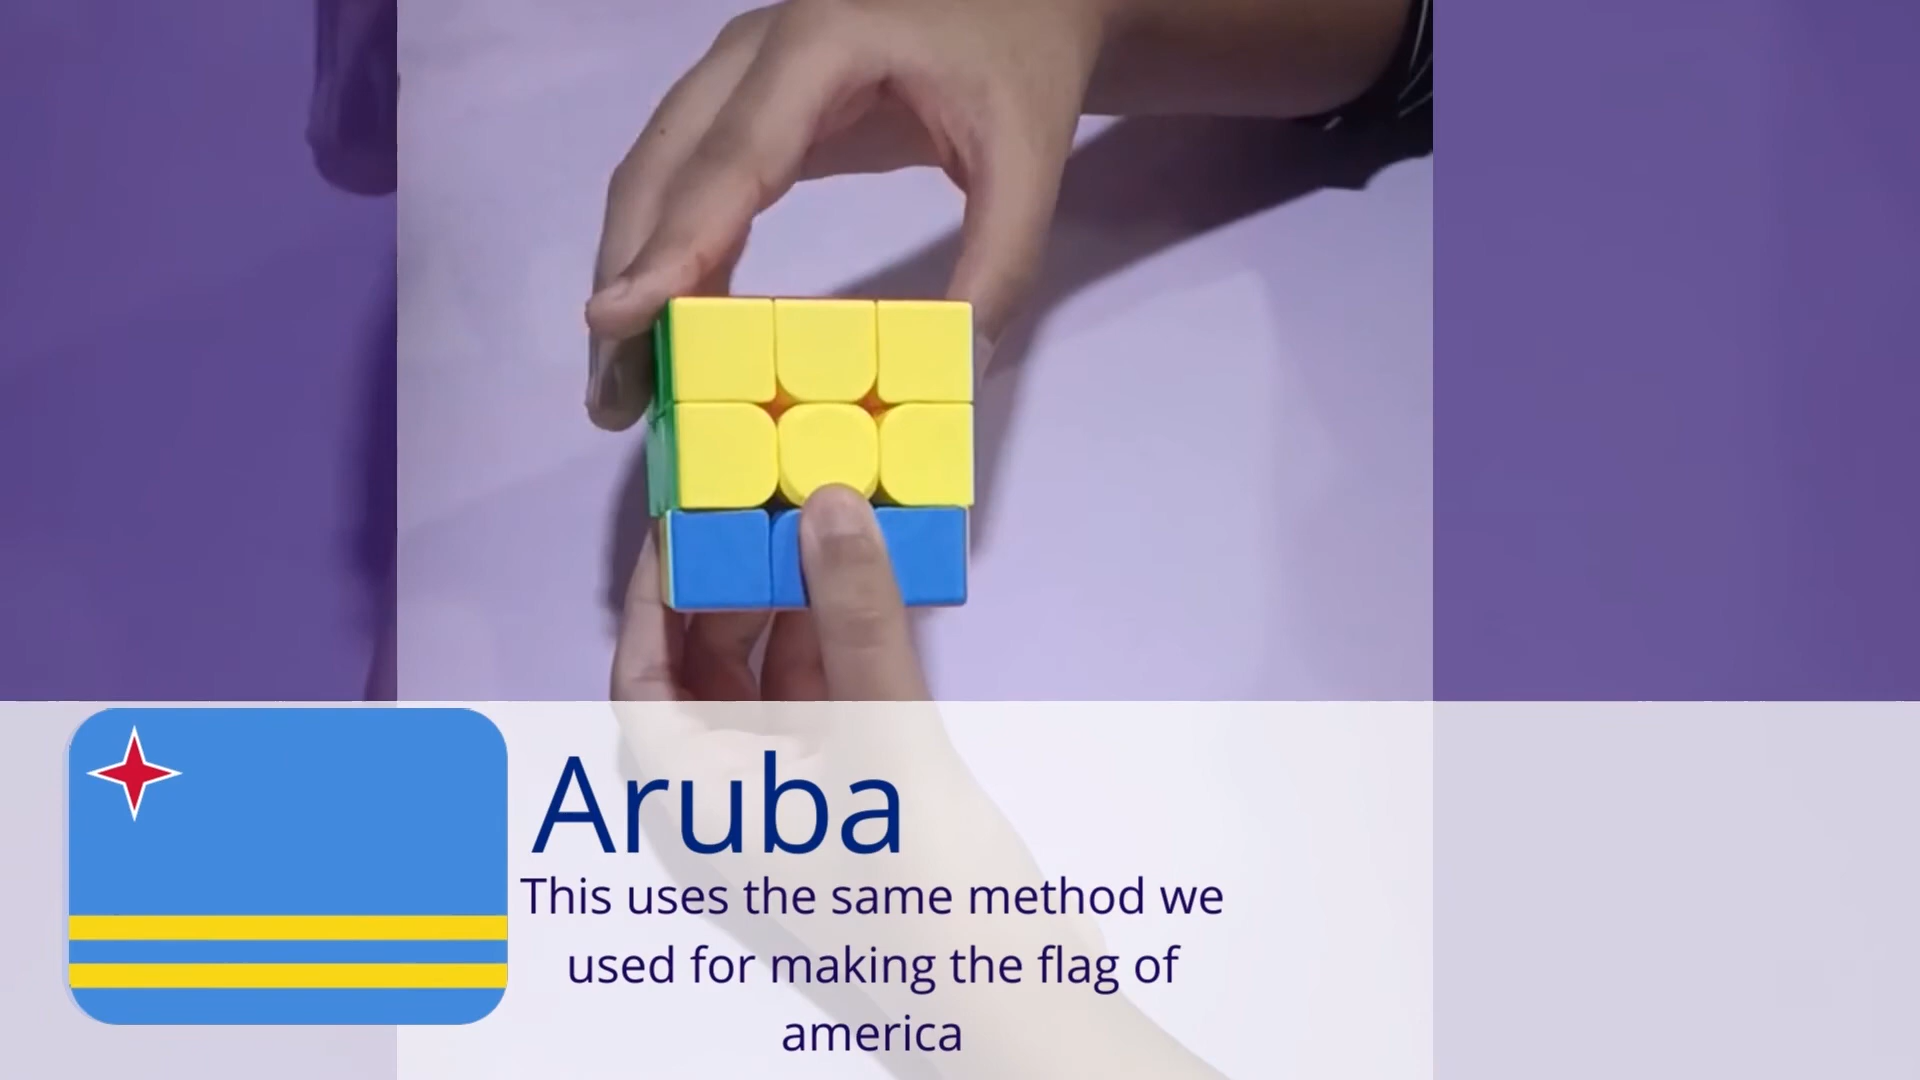 Aruba
This uses the same method we
used for making the flag of
america